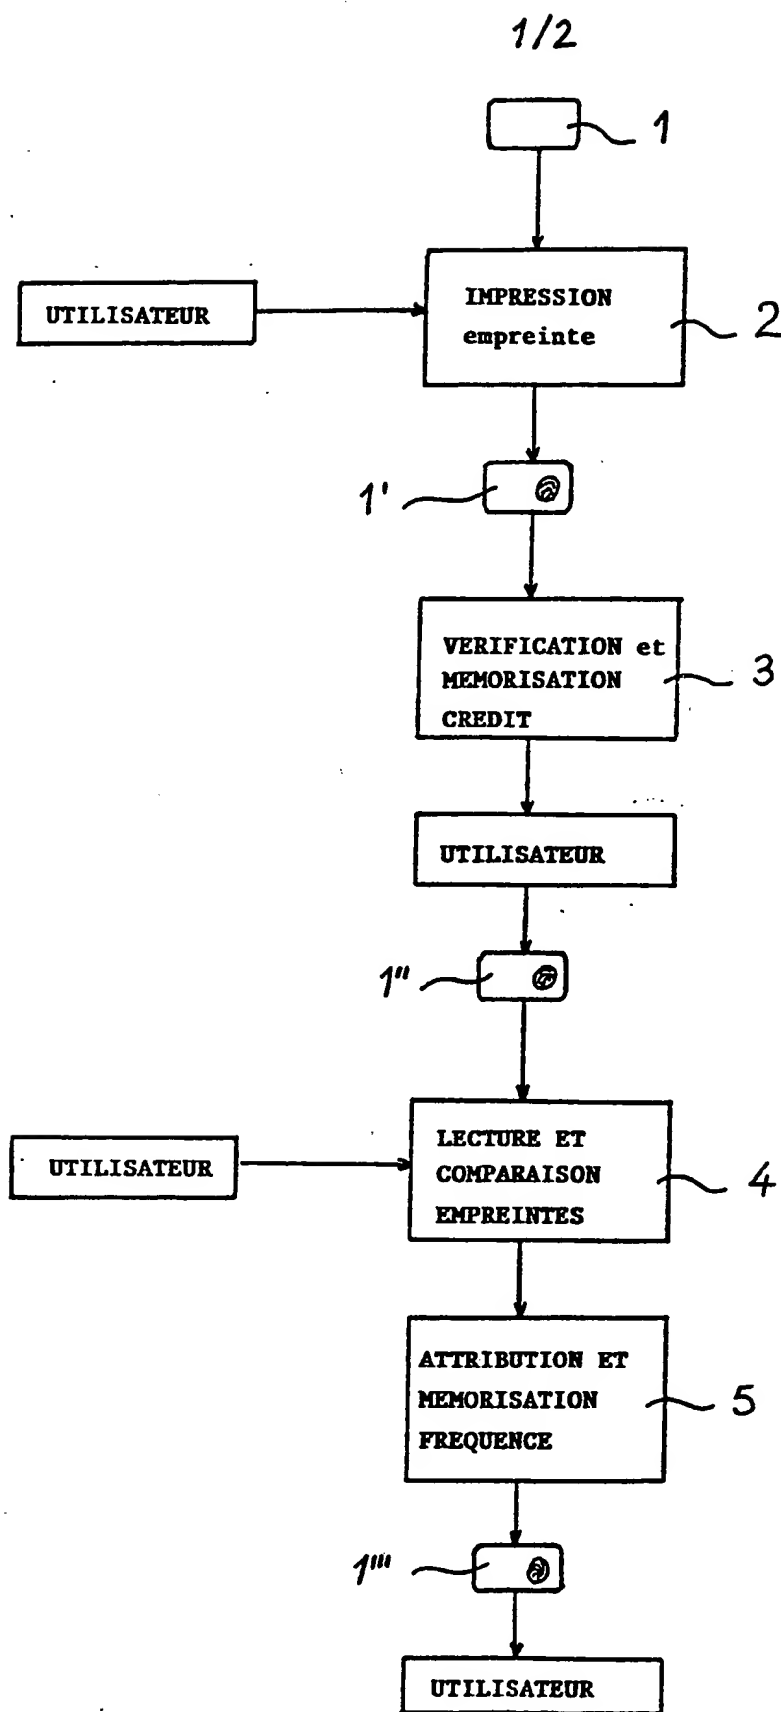 1/2
1
UTILISATEUR
IMPRESSION
empreinte
2
1'
VERIFICATION et
MEMORISATION
CREDIT
3
UTILISATEUR
1"
UTILISATEUR
LECTURE ET
COMPARAISON
EMPREINTES
4
ATTRIBUTION ET
MEMORISATION
FREQUENCE
5
1'''
UTILISATEUR